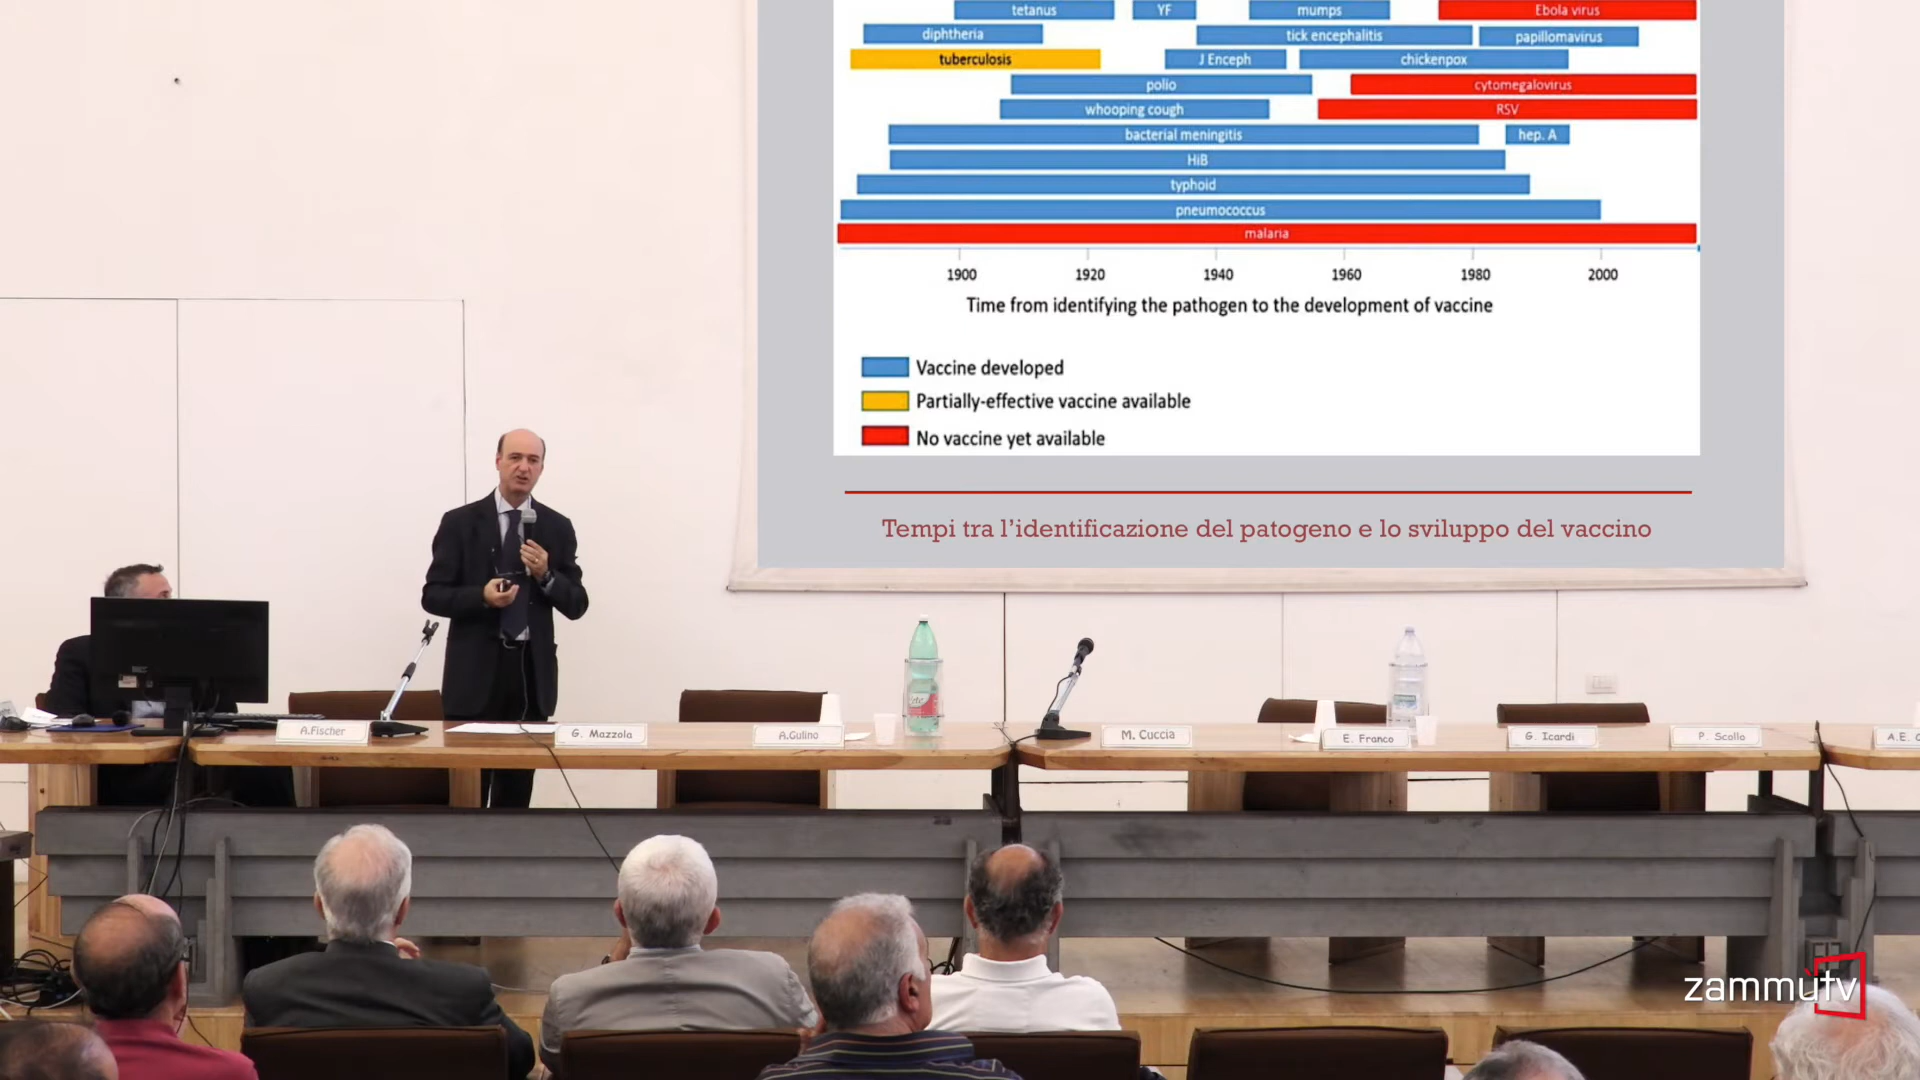 tetanus YF mumps Ebola virus
diphtheria tick encephalitis papillomavirus
tuberculosis J Enceph chickenpox
polio cytomegalovirus
whooping cough RSV
bacterial meningitis hep. A
HiB
typhoid
pneumococcus
malaria
1900 1920 1940 1960 1980 2000
Time from identifying the pathogen to the development of vaccine
Vaccine developed
Partially-effective vaccine available
No vaccine yet available
Tempi tra l'identificazione del patogeno e lo sviluppo del vaccino
A.Fischer
G. Mazzola
A.Gulino
M. Cuccia
E. Franco
G. Icardi
P. Scollo
A.E.
zammùtv